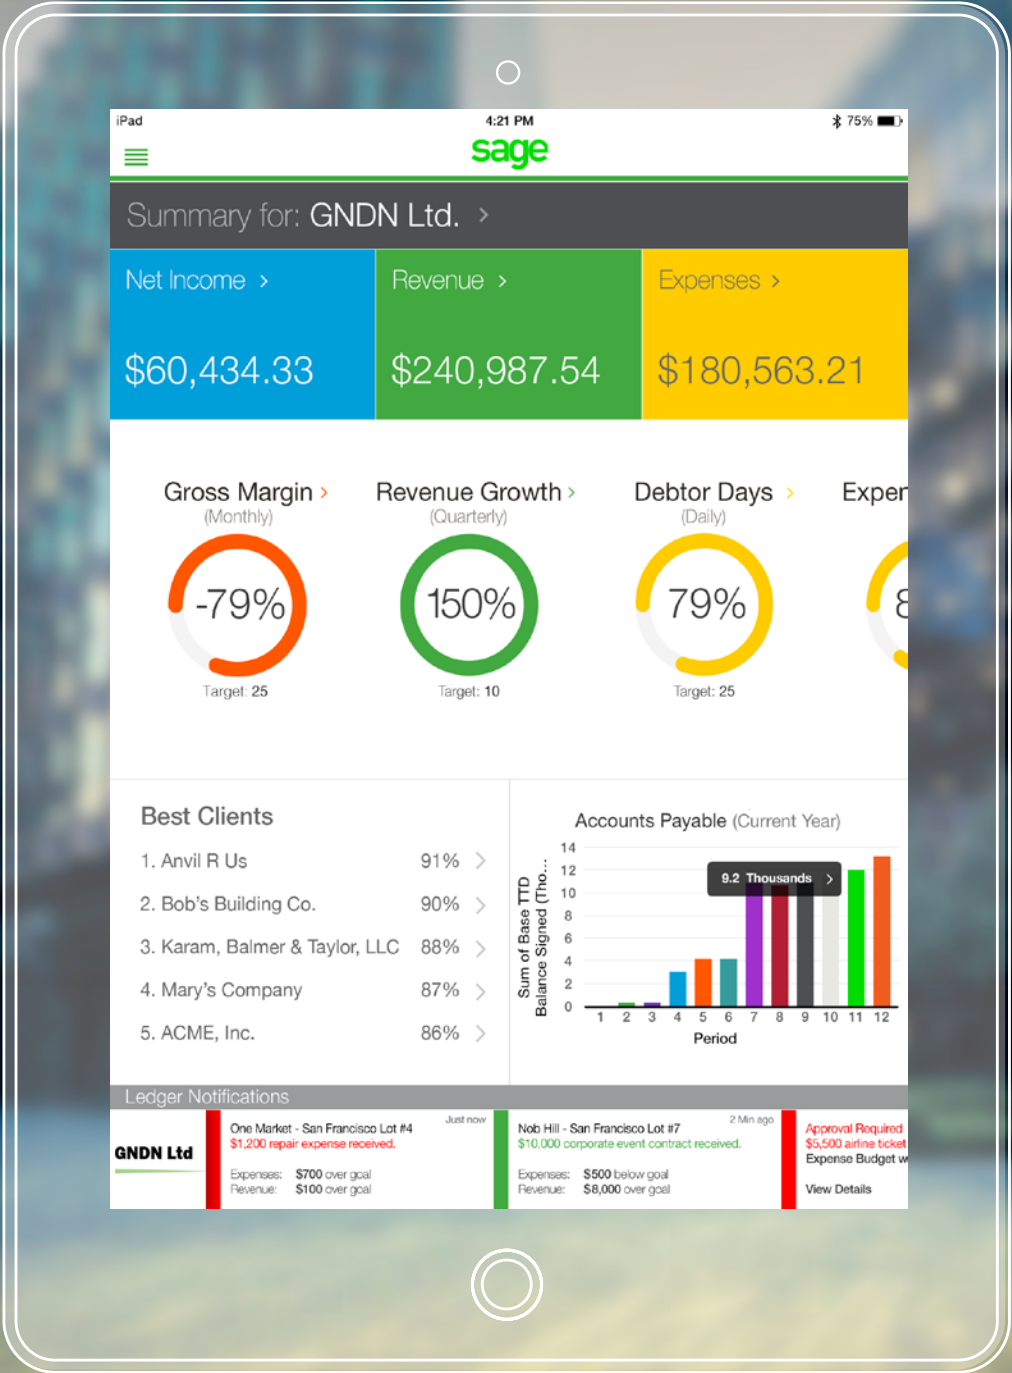 iPad
4:21 PM
75%
sage
Summary for: GNDN Ltd.
Net Income
Revenue
Expenses
$60,434.33
$240,987.54
$180,563.21
Gross Margin
(Monthly)
-79%
Target: 25
Revenue Growth
(Quarterly)
150%
Target: 10
Debtor Days
(Daily)
79%
Target: 25
Exper
8
Best Clients
1. Anvil R Us 91%
2. Bob's Building Co. 90%
3. Karam, Balmer & Taylor, LLC 88%
4. Mary's Company 87%
5. ACME, Inc. 86%
Accounts Payable (Current Year)
Sum of Base TTD
Balance Signed (Tho...
14
12
10
8
6
4
2
0
9.2 Thousands
1 2 3 4 5 6 7 8 9 10 11 12
Period
Ledger Notifications
GNDN Ltd
Just now
One Market - San Francisco Lot #4
$1,200 repair expense received.
Expenses: $700 over goal
Revenue: $100 over goal
2 Min ago
Nob Hill - San Francisco Lot #7
$10,000 corporate event contract received.
Expenses: $500 below goal
Revenue: $8,000 over goal
Approval Required
$5,500 airline ticket
Expense Budget w
View Details